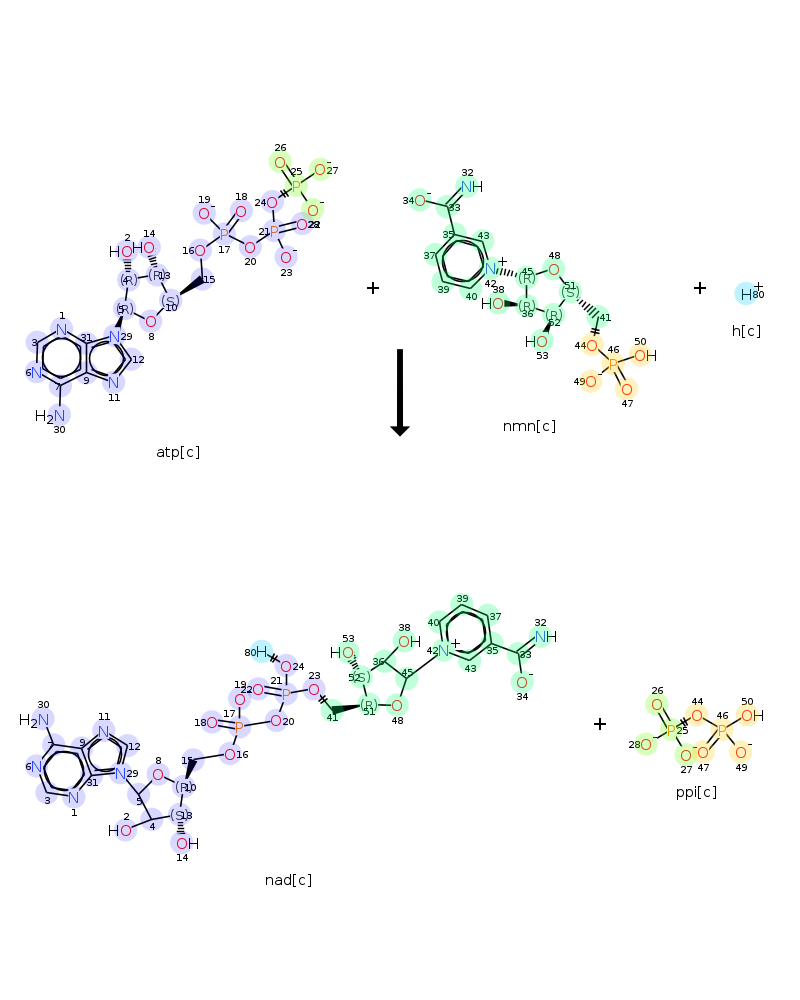 26
25
O
O
-
27
P
24
O
O
-
22
18
19
O
-
O
P
17
21
P
O
23
O
-
20
O
16
O
15
2
14
HO
HO
(R)
(R)
13
(S)
10
5
(R)
O
8
1
N
31
N
29
3
12
6
N
9
7
N
11
H2N
30
atp[c]
+
32
NH
34
O
-
33
35
43
37
N
+
42
39
40
48
O
45
(R)
51
(S)
38
HO
(R)
36
(R)
52
HO
53
41
44
O
46
P
50
OH
49
O
-
O
47
nmn[c]
+
H
+
80
h[c]
39
40
37
N
+
42
43
35
32
NH
33
O
-
34
38
OH
53
HO
36
(S)
52
45
(R)
51
O
48
41
80
H
O
24
23
O
21
P
22
O
19
O
-
17
P
18
O
O
20
O
16
15
30
H2N
11
N
7
9
12
6
N
N
29
31
3
N
1
8
O
(R)
10
5
4
(S)
13
2
HO
OH
14
nad[c]
+
26
O
44
O
50
OH
46
P
P
25
28
O
-
O
-
27
O
47
O
-
49
ppi[c]